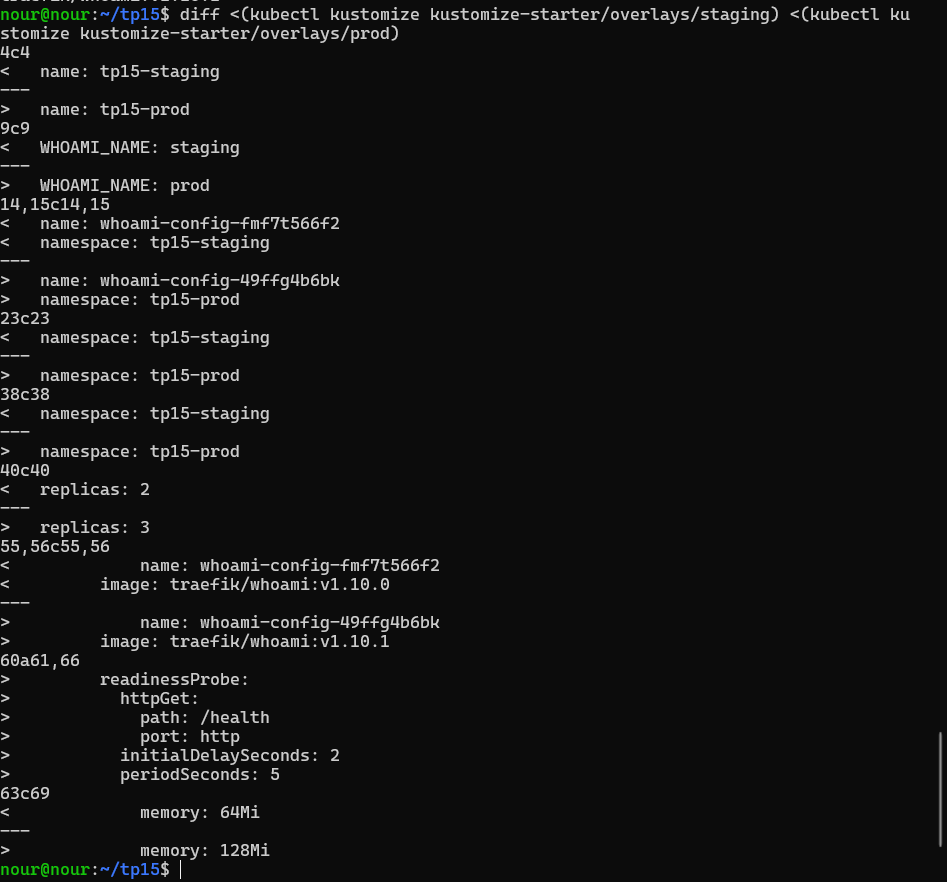 nour@nour:~/tp15$ diff <(kubectl kustomize kustomize-starter/overlays/staging) <(kubectl ku
stomize kustomize-starter/overlays/prod)
4c4
<   name: tp15-staging
---
>   name: tp15-prod
9c9
<   WHOAMI_NAME: staging
---
>   WHOAMI_NAME: prod
14,15c14,15
<   name: whoami-config-fmf7t566f2
<   namespace: tp15-staging
---
>   name: whoami-config-49ffg4b6bk
>   namespace: tp15-prod
23c23
<   namespace: tp15-staging
---
>   namespace: tp15-prod
38c38
<   namespace: tp15-staging
---
>   namespace: tp15-prod
40c40
<   replicas: 2
---
>   replicas: 3
55,56c55,56
<             name: whoami-config-fmf7t566f2
<         image: traefik/whoami:v1.10.0
---
>             name: whoami-config-49ffg4b6bk
>         image: traefik/whoami:v1.10.1
60a61,66
>         readinessProbe:
>           httpGet:
>             path: /health
>             port: http
>           initialDelaySeconds: 2
>           periodSeconds: 5
63c69
<             memory: 64Mi
---
>             memory: 128Mi
nour@nour:~/tp15$